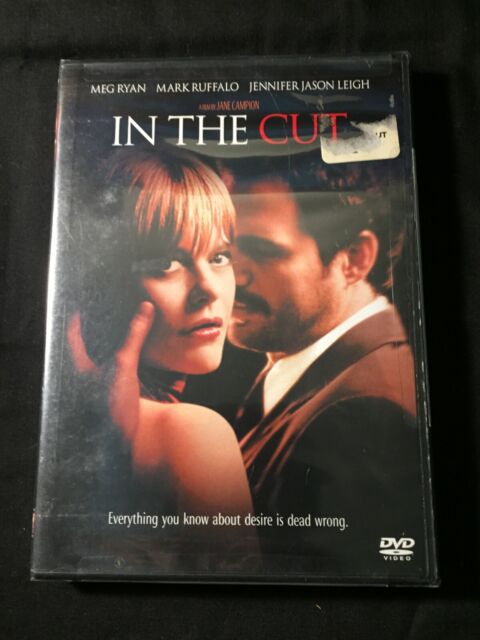 MEG RYAN MARK RUFFALO JENNIFER JASON LEIGH
A FILM BY JANE CAMPION
IN THE CUT
UT
Everything you know about desire is dead wrong.
DVD
VIDEO